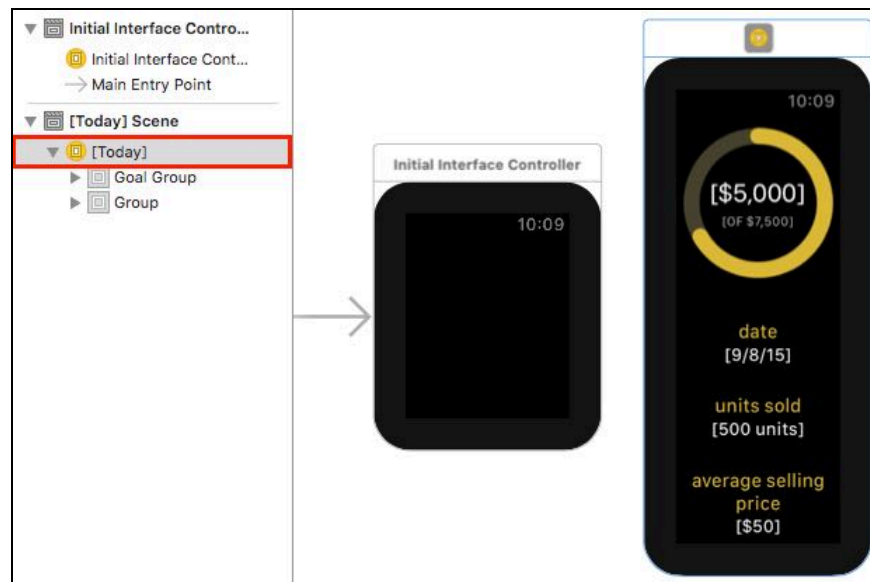 Initial Interface Contro...
Initial Interface Cont...
Main Entry Point
[Today] Scene
[Today]
Goal Group
Group
Initial Interface Controller
10:09
10:09
[$5,000]
[OF $7,500]
date
[9/8/15]
units sold
[500 units]
average selling
price
[$50]